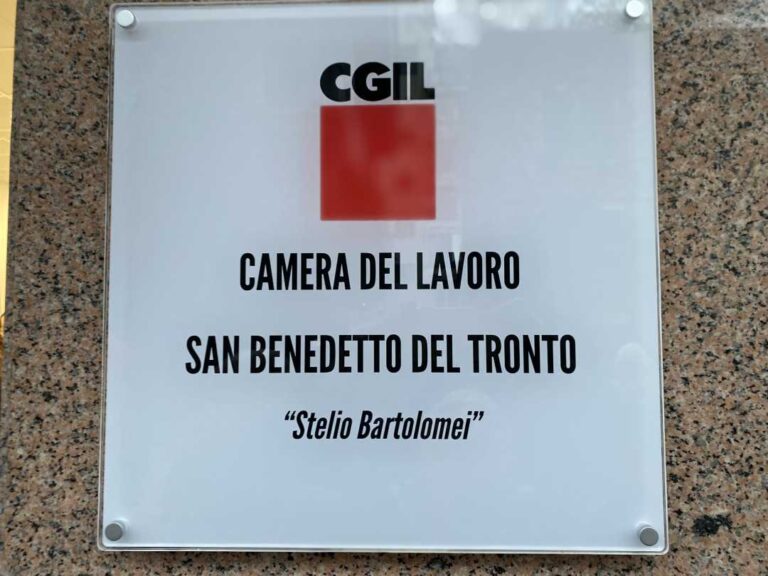 CGIL
CAMERA DEL LAVORO
SAN BENEDETTO DEL TRONTO
“Stelio Bartolomei”